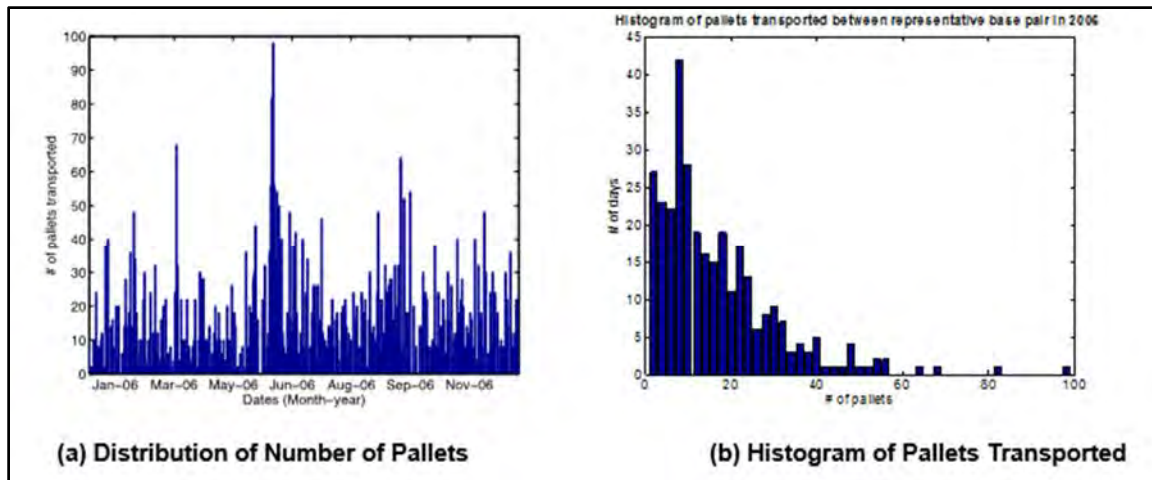 Histogram of pallets transported between representative base pair in 2006
100
90
80
70
60
50
40
30
20
10
0
# of pallets transported
Jan-06 Mar-06 May-06 Jun-06 Aug-06 Sep-06 Nov-06
Dates (Month-year)
45
40
35
30
25
20
15
10
5
0
# of days
0 20 40 60 80 100
# of pallets
(a) Distribution of Number of Pallets
(b) Histogram of Pallets Transported